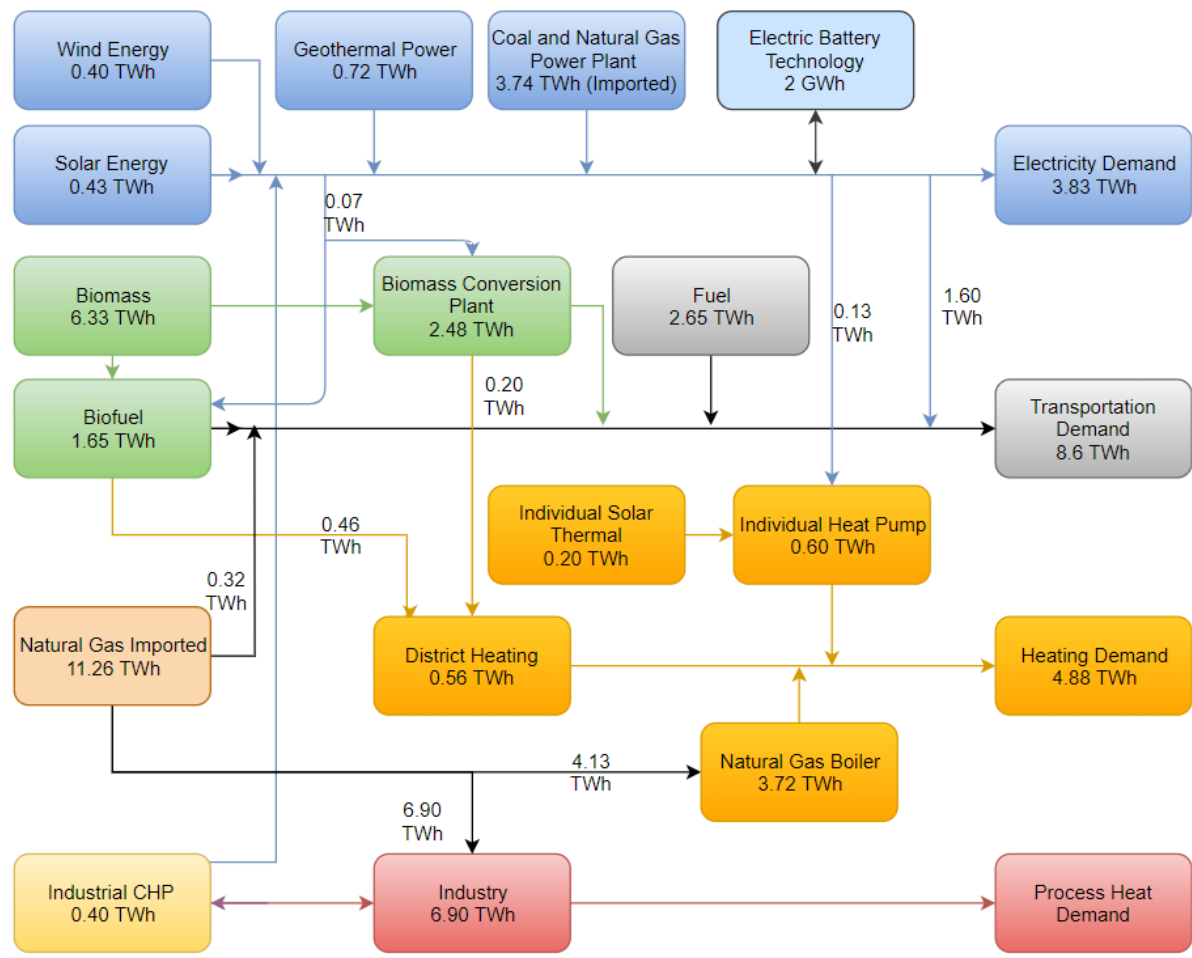 Wind Energy
0.40 TWh
Geothermal Power
0.72 TWh
Coal and Natural Gas
Power Plant
3.74 TWh (Imported)
Electric Battery
Technology
2 GWh
Solar Energy
0.43 TWh
Electricity Demand
3.83 TWh
0.07
TWh
Biomass
6.33 TWh
Biomass Conversion
Plant
2.48 TWh
Fuel
2.65 TWh
0.13
TWh
1.60
TWh
Biofuel
1.65 TWh
0.20
TWh
Transportation
Demand
8.6 TWh
0.46
TWh
Individual Solar
Thermal
0.20 TWh
Individual Heat Pump
0.60 TWh
0.32
TWh
Natural Gas Imported
11.26 TWh
District Heating
0.56 TWh
Heating Demand
4.88 TWh
4.13
TWh
Natural Gas Boiler
3.72 TWh
6.90
TWh
Industrial CHP
0.40 TWh
Industry
6.90 TWh
Process Heat
Demand